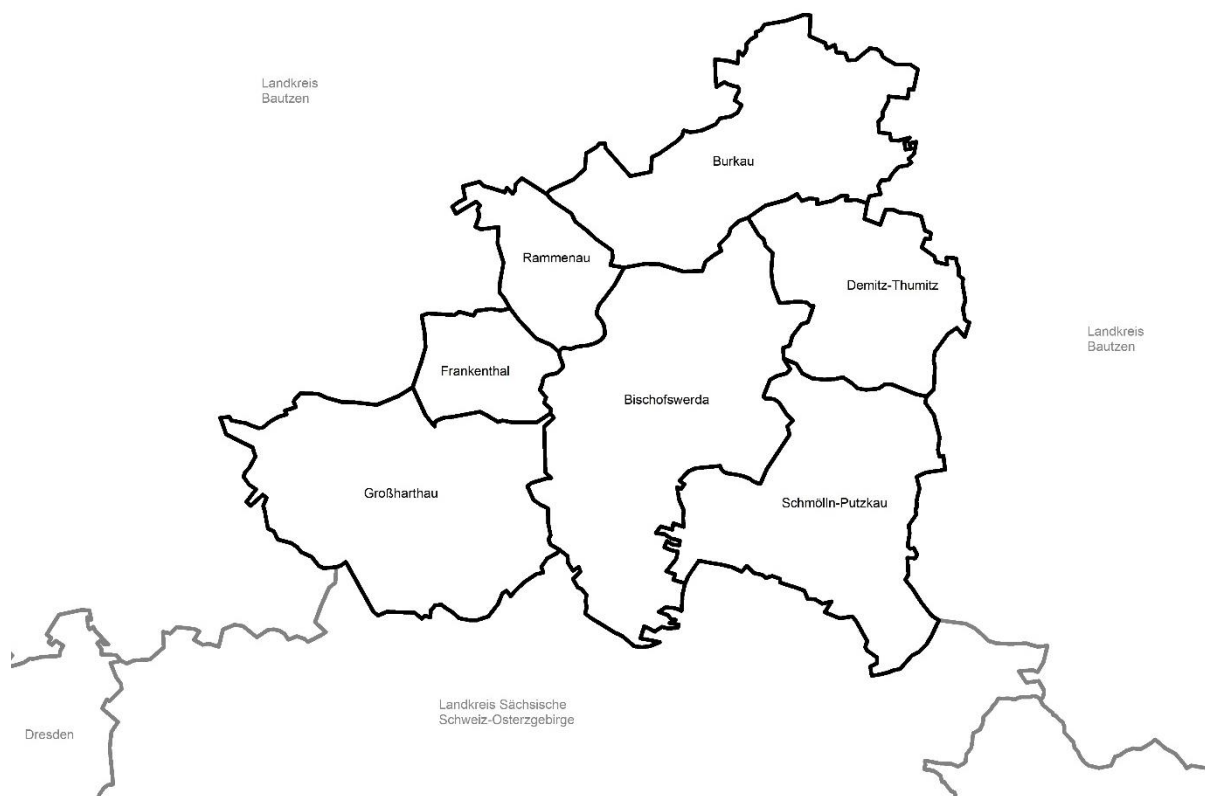 Landkreis
Bautzen
Burkau
Rammenau
Demitz-Thumitz
Landkreis
Bautzen
Frankenthal
Bischofswerda
Großharthau
Schmölln-Putzkau
Landkreis Sächsische
Schweiz-Osterzgebirge
Dresden